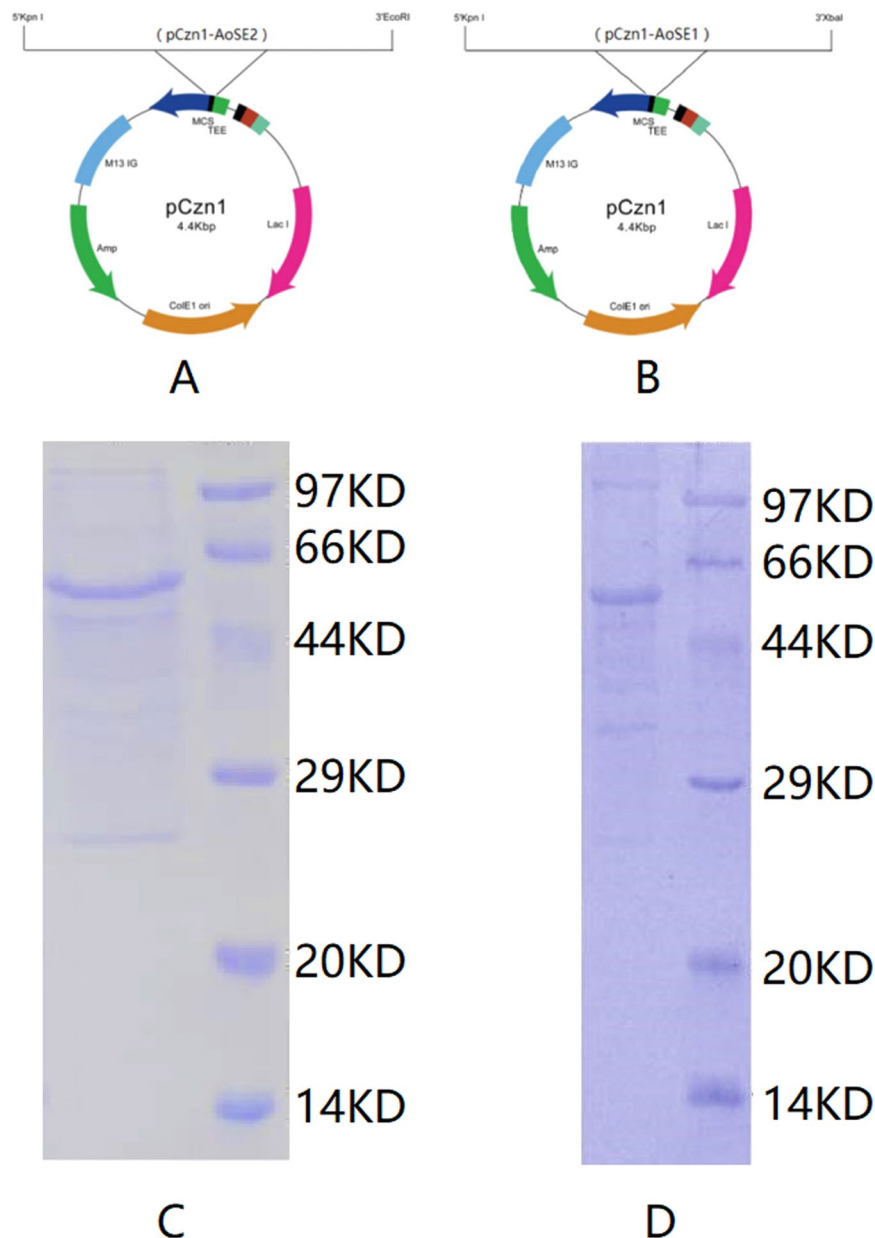 5'Kpn I
3'EcoRI
( pCzn1-AoSE2 )
MCS
TEE
M13 IG
pCzn1
4.4Kbp
Lac I
Amp
ColE1 ori
A
5'Kpn I
3'XbaI
( pCzn1-AoSE1 )
MCS
TEE
M13 IG
pCzn1
4.4Kbp
Lac I
Amp
ColE1 ori
B
97KD
66KD
44KD
29KD
20KD
14KD
C
97KD
66KD
44KD
29KD
20KD
14KD
D